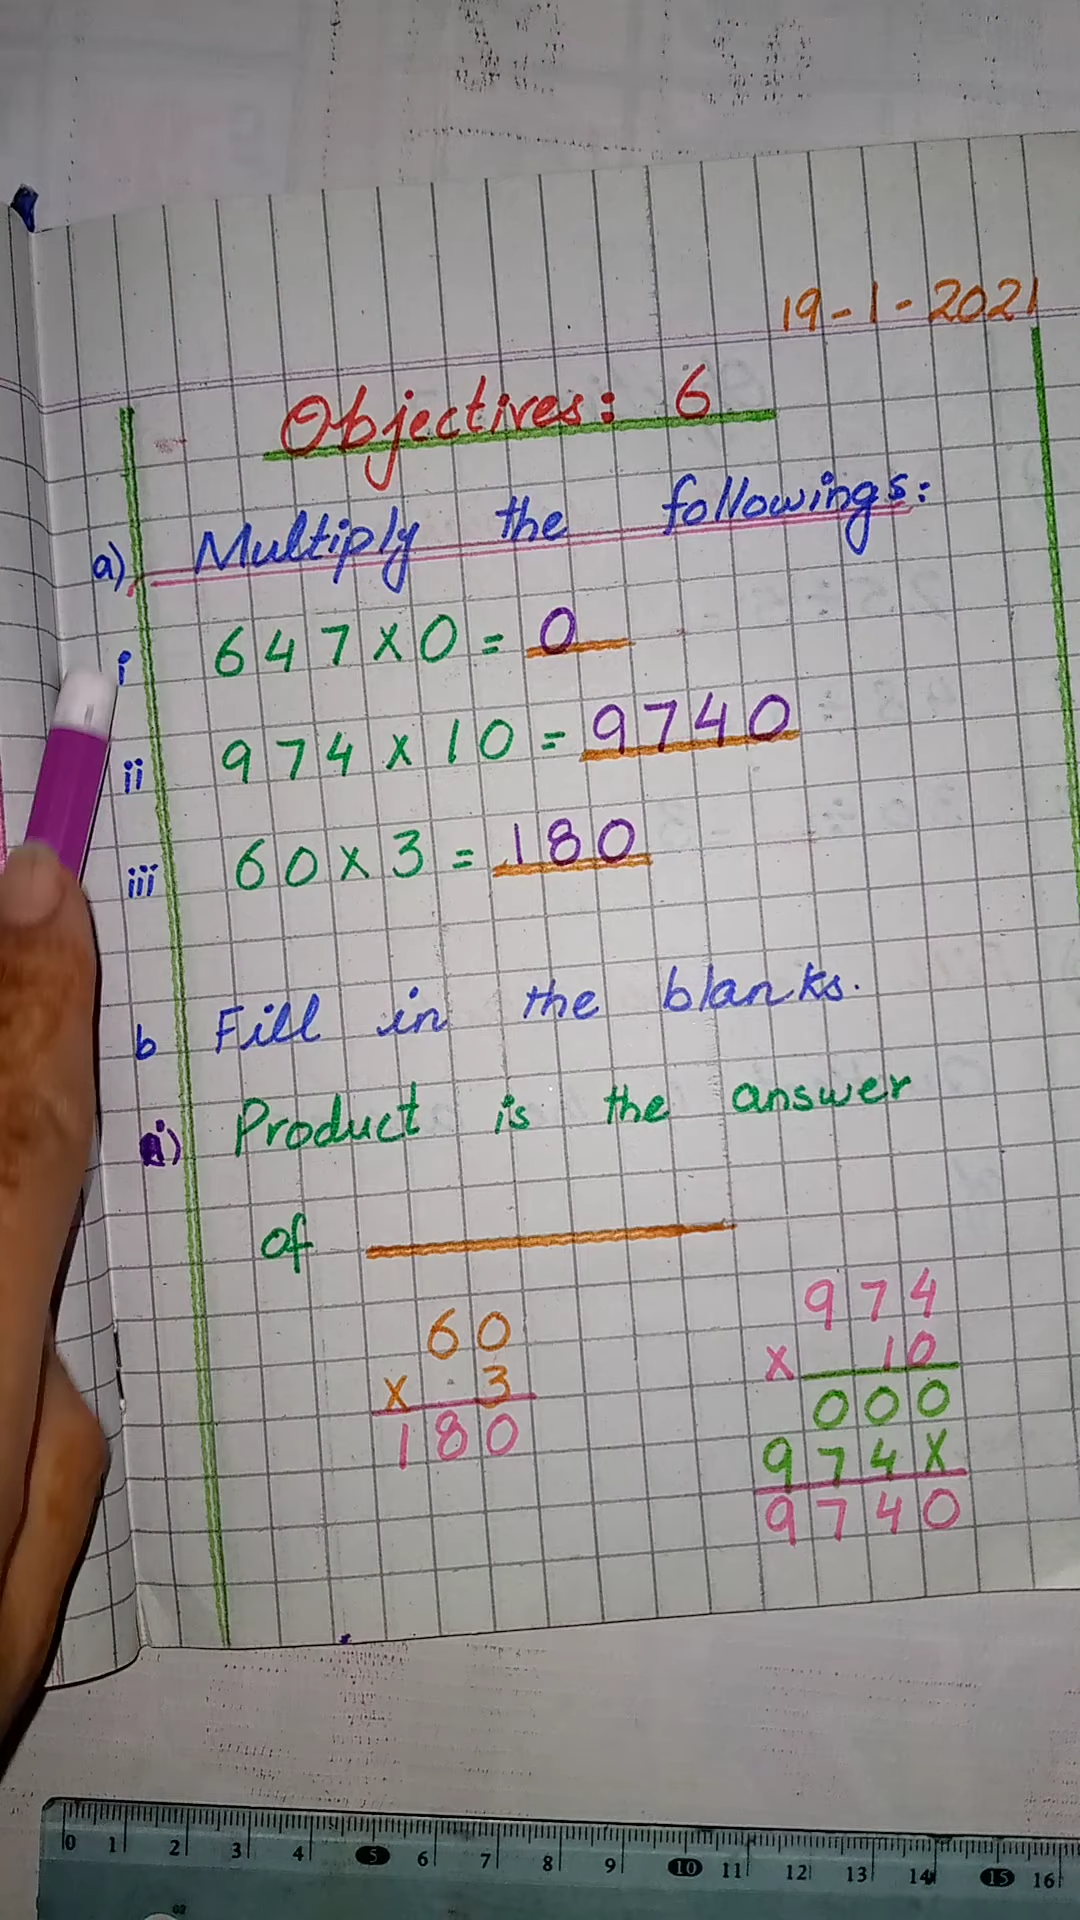 19-1-2021
Objectives: 6
a) Multiply the followings:
i 647 x 0 = 0
ii 974 x 10 = 9740
iii 60 x 3 = 180
b Fill in the blanks.
i) Product is the answer
of
60
x 3
180
974
x 10
000
974x
9740
0 1 2 3 4 5 6 7 8 9 10 11 12 13 14 15 16